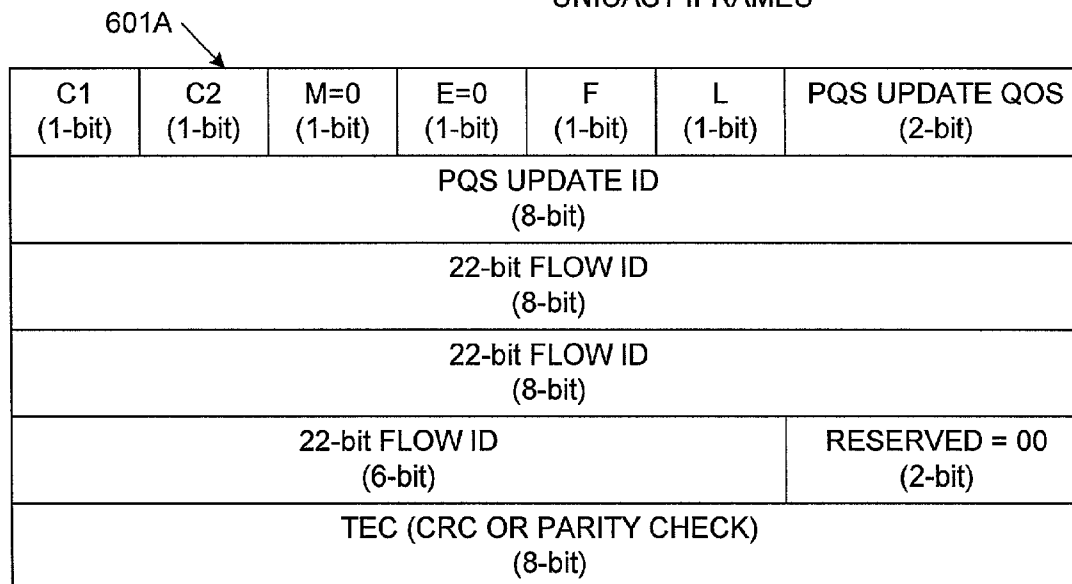 UNICAST IFRAMES
601A
C1 C2 M=0 E=0 F L PQS UPDATE QOS
(1-bit) (1-bit) (1-bit) (1-bit) (1-bit) (1-bit) (2-bit)
PQS UPDATE ID
(8-bit)
22-bit FLOW ID
(8-bit)
22-bit FLOW ID
(8-bit)
22-bit FLOW ID RESERVED = 00
(6-bit) (2-bit)
TEC (CRC OR PARITY CHECK)
(8-bit)